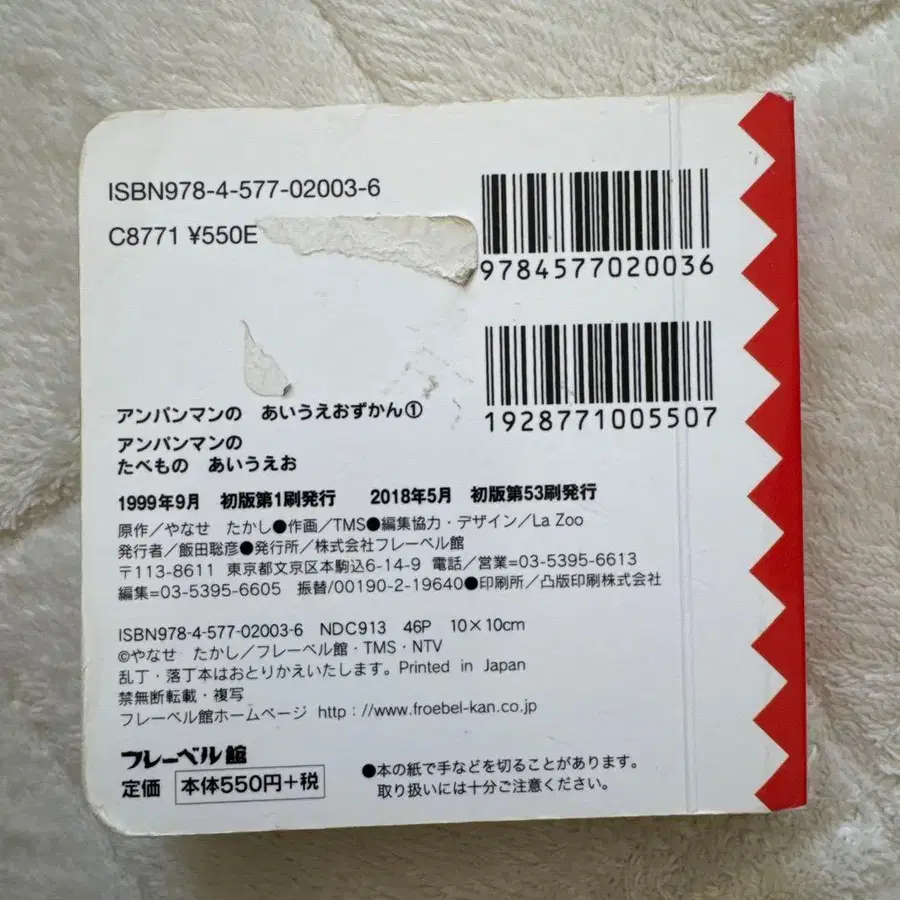 ISBN978-4-577-02003-6
C8771 ¥550E
9784577020036
1928771005507
アンパンマンの あいうえおずかん①
アンパンマンの
たべもの あいうえお
1999年9月 初版第1刷発行 2018年5月 初版第53刷発行
原作／やなせ たかし●作画／TMS●編集協力・デザイン／La Zoo
発行者／飯田聡彦●発行所／株式会社フレーベル館
〒113-8611 東京都文京区本駒込6-14-9 電話／営業=03-5395-6613
編集=03-5395-6605 振替／00190-2-19640●印刷所／凸版印刷株式会社
ISBN978-4-577-02003-6 NDC913 46P 10×10cm
©やなせ たかし／フレーベル館・TMS・NTV
乱丁・落丁本はおとりかえいたします。Printed in Japan
禁無断転載・複写
フレーベル館ホームページ http://www.froebel-kan.co.jp
フレーベル館
定価 本体550円+税
●本の紙で手などを切ることがあります。
取り扱いには十分ご注意ください。